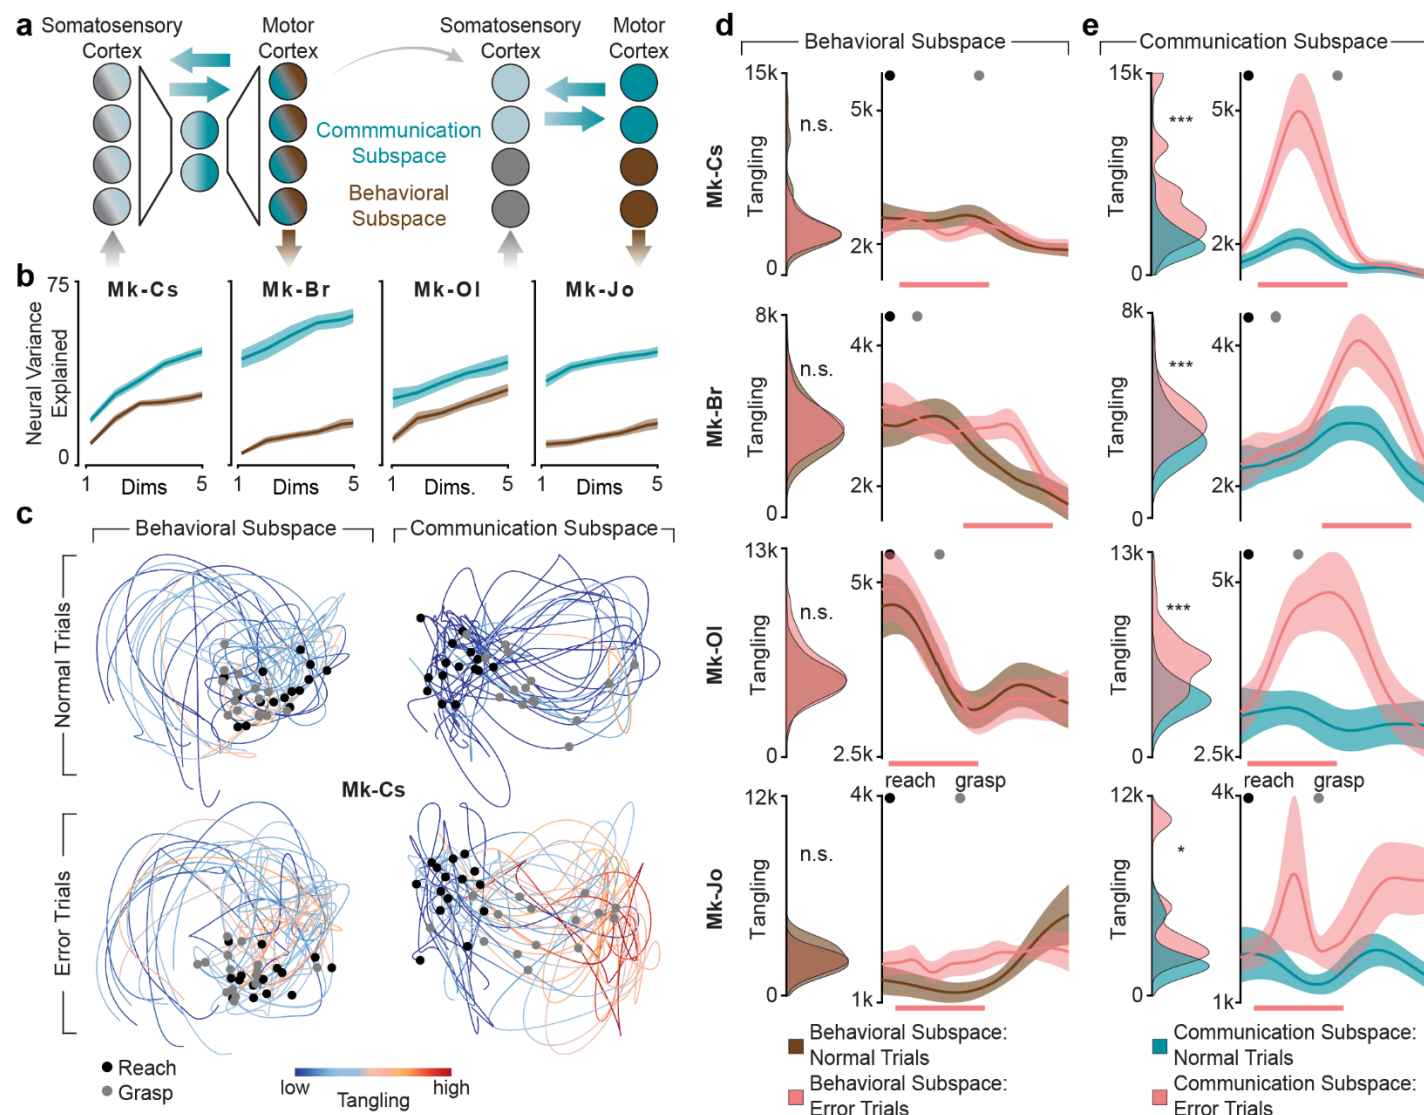 a
Somatosensory
Cortex
Motor
Cortex
Somatosensory
Cortex
Motor
Cortex
Commmunication
Subspace
Behavioral
Subspace
b
Neural Variance
Explained
75
0
Mk-Cs
Mk-Br
Mk-Ol
Mk-Jo
1 Dims 5
1 Dims 5
1 Dims. 5
1 Dims 5
c
Behavioral Subspace
Communication Subspace
Normal Trials
Mk-Cs
Error Trials
Reach
Grasp
low
high
Tangling
d
Behavioral Subspace
Mk-Cs
Tangling
15k
0
n.s.
5k
2k
Mk-Br
Tangling
8k
0
n.s.
4k
2k
Mk-Ol
Tangling
13k
0
n.s.
5k
2.5k
reach grasp
Mk-Jo
Tangling
12k
0
n.s.
4k
1k
Behavioral Subspace:
Normal Trials
Behavioral Subspace:
Error Trials
e
Communication Subspace
Tangling
15k
0
***
5k
2k
Tangling
8k
0
***
4k
2k
Tangling
13k
0
***
5k
2.5k
reach grasp
Tangling
12k
0
*
4k
1k
Communication Subspace:
Normal Trials
Communication Subspace:
Error Trials